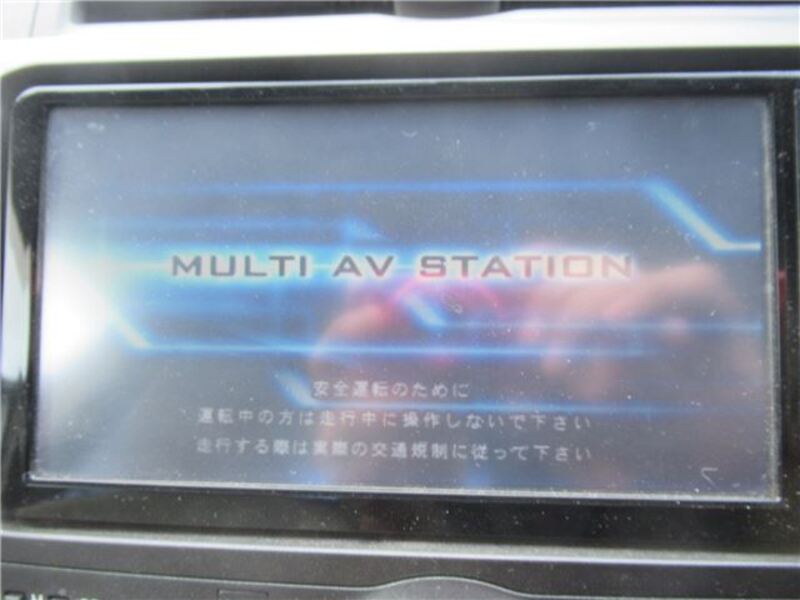 MULTI AV STATION
安全運転のために
運転中の方は走行中に操作しないで下さい
走行する際は実際の交通規制に従って下さい